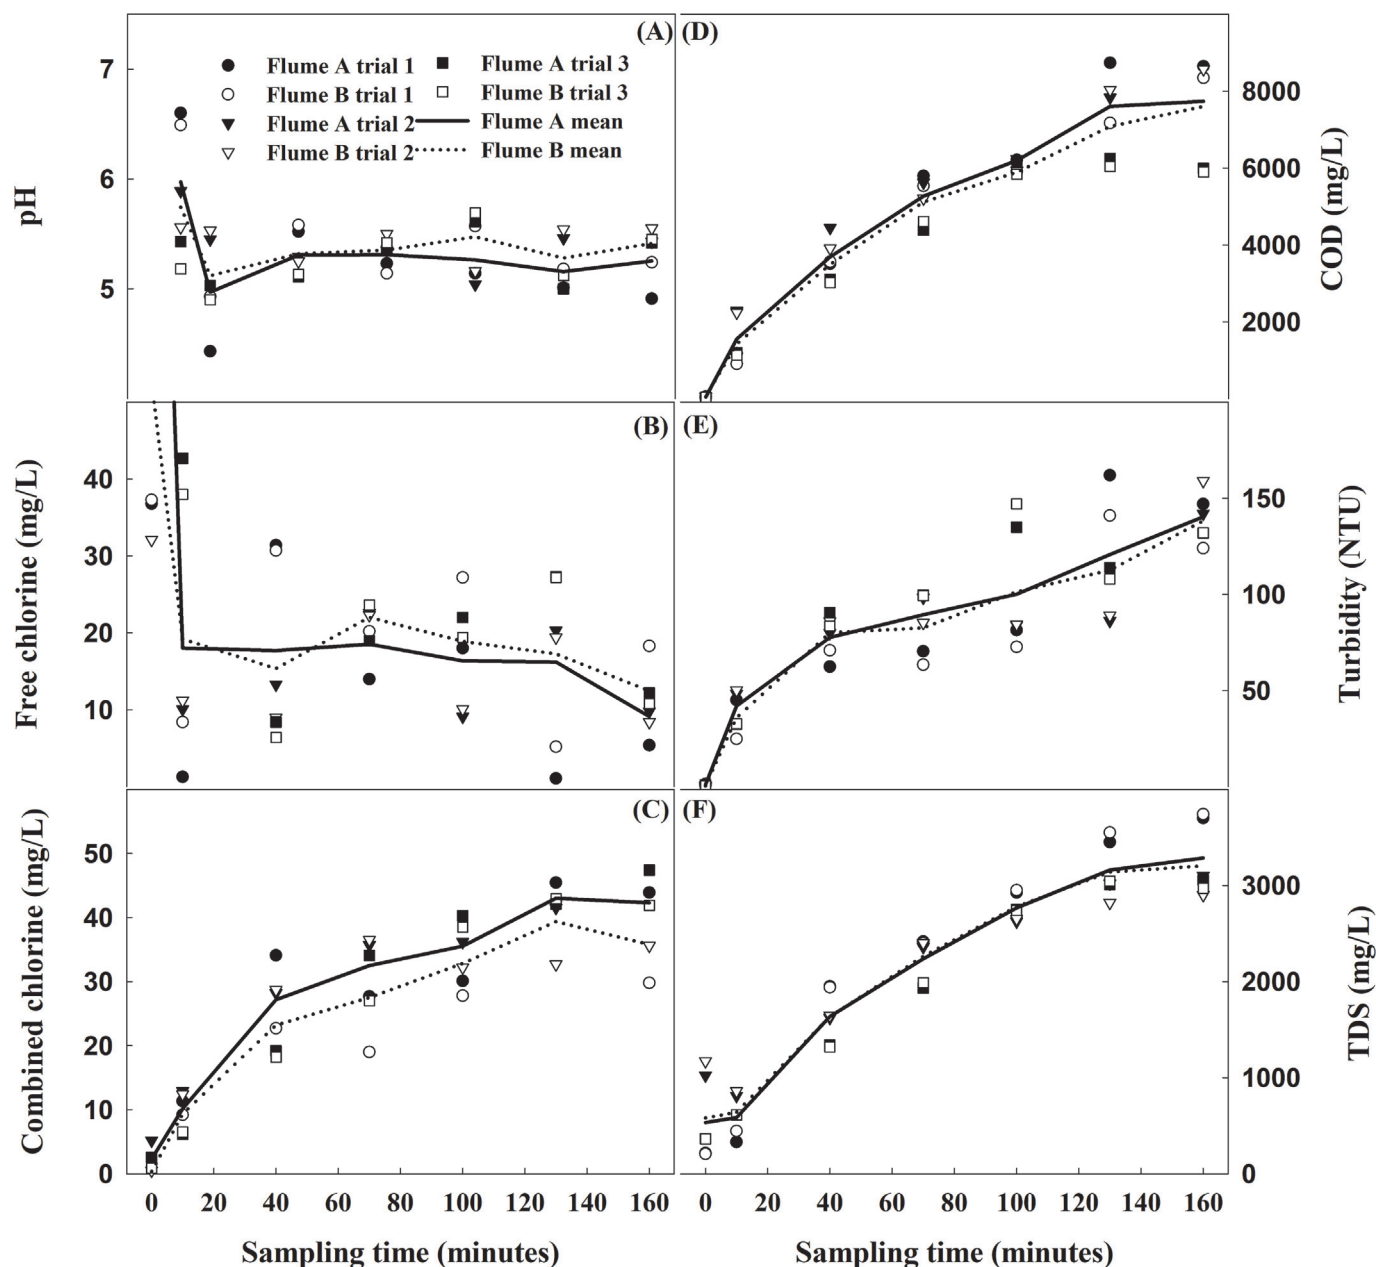 (A)
(D)
7
6
5
pH
Flume A trial 1
Flume B trial 1
Flume A trial 2
Flume B trial 2
Flume A trial 3
Flume B trial 3
Flume A mean
Flume B mean
8000
6000
4000
2000
COD (mg/L)
(B)
(E)
40
30
20
10
Free chlorine (mg/L)
150
100
50
Turbidity (NTU)
(C)
(F)
50
40
30
20
10
0
Combined chlorine (mg/L)
3000
2000
1000
0
TDS (mg/L)
0 20 40 60 80 100 120 140 160
0 20 40 60 80 100 120 140 160
Sampling time (minutes)
Sampling time (minutes)